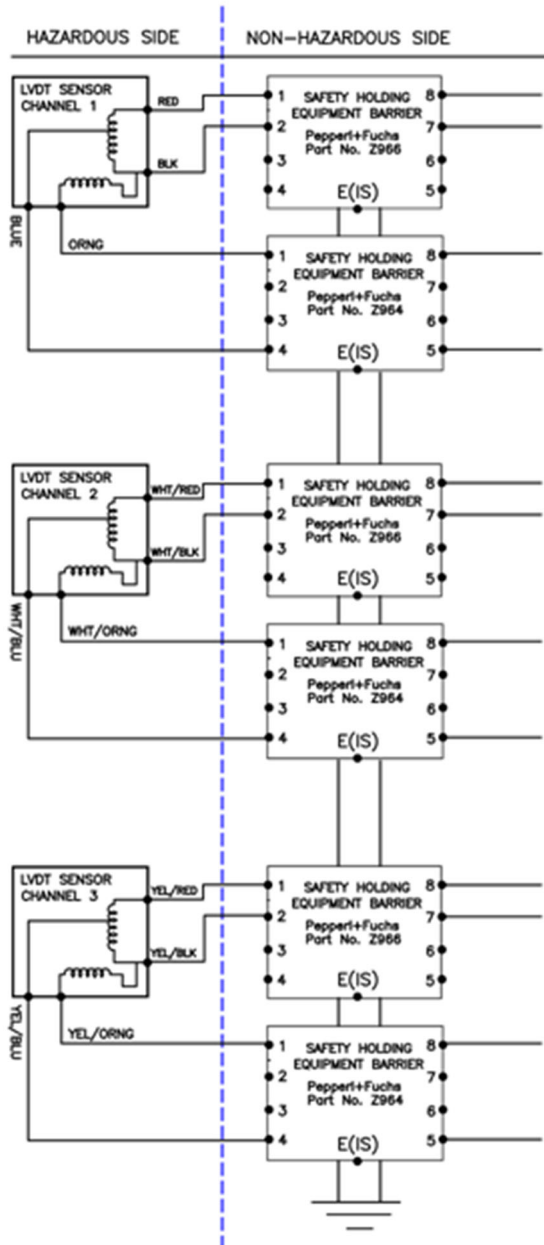 HAZARDOUS SIDE
NON-HAZARDOUS SIDE
LVDT SENSOR
CHANNEL 1
RED
BLK
BLUE
ORNG
1 SAFETY HOLDING 8
EQUIPMENT BARRIER
2 7
Pepperl+Fuchs
Part No. Z966
3 6
4 E(IS) 5
1 SAFETY HOLDING 8
EQUIPMENT BARRIER
2 7
Pepperl+Fuchs
Part No. Z964
3 6
4 E(IS) 5
LVDT SENSOR
CHANNEL 2
WHT/RED
WHT/BLK
WHT/BLU
WHT/ORNG
1 SAFETY HOLDING 8
EQUIPMENT BARRIER
2 7
Pepperl+Fuchs
Part No. Z966
3 6
4 E(IS) 5
1 SAFETY HOLDING 8
EQUIPMENT BARRIER
2 7
Pepperl+Fuchs
Part No. Z964
3 6
4 E(IS) 5
LVDT SENSOR
CHANNEL 3
YEL/RED
YEL/BLK
YEL/BLU
YEL/ORNG
1 SAFETY HOLDING 8
EQUIPMENT BARRIER
2 7
Pepperl+Fuchs
Part No. Z966
3 6
4 E(IS) 5
1 SAFETY HOLDING 8
EQUIPMENT BARRIER
2 7
Pepperl+Fuchs
Part No. Z964
3 6
4 E(IS) 5